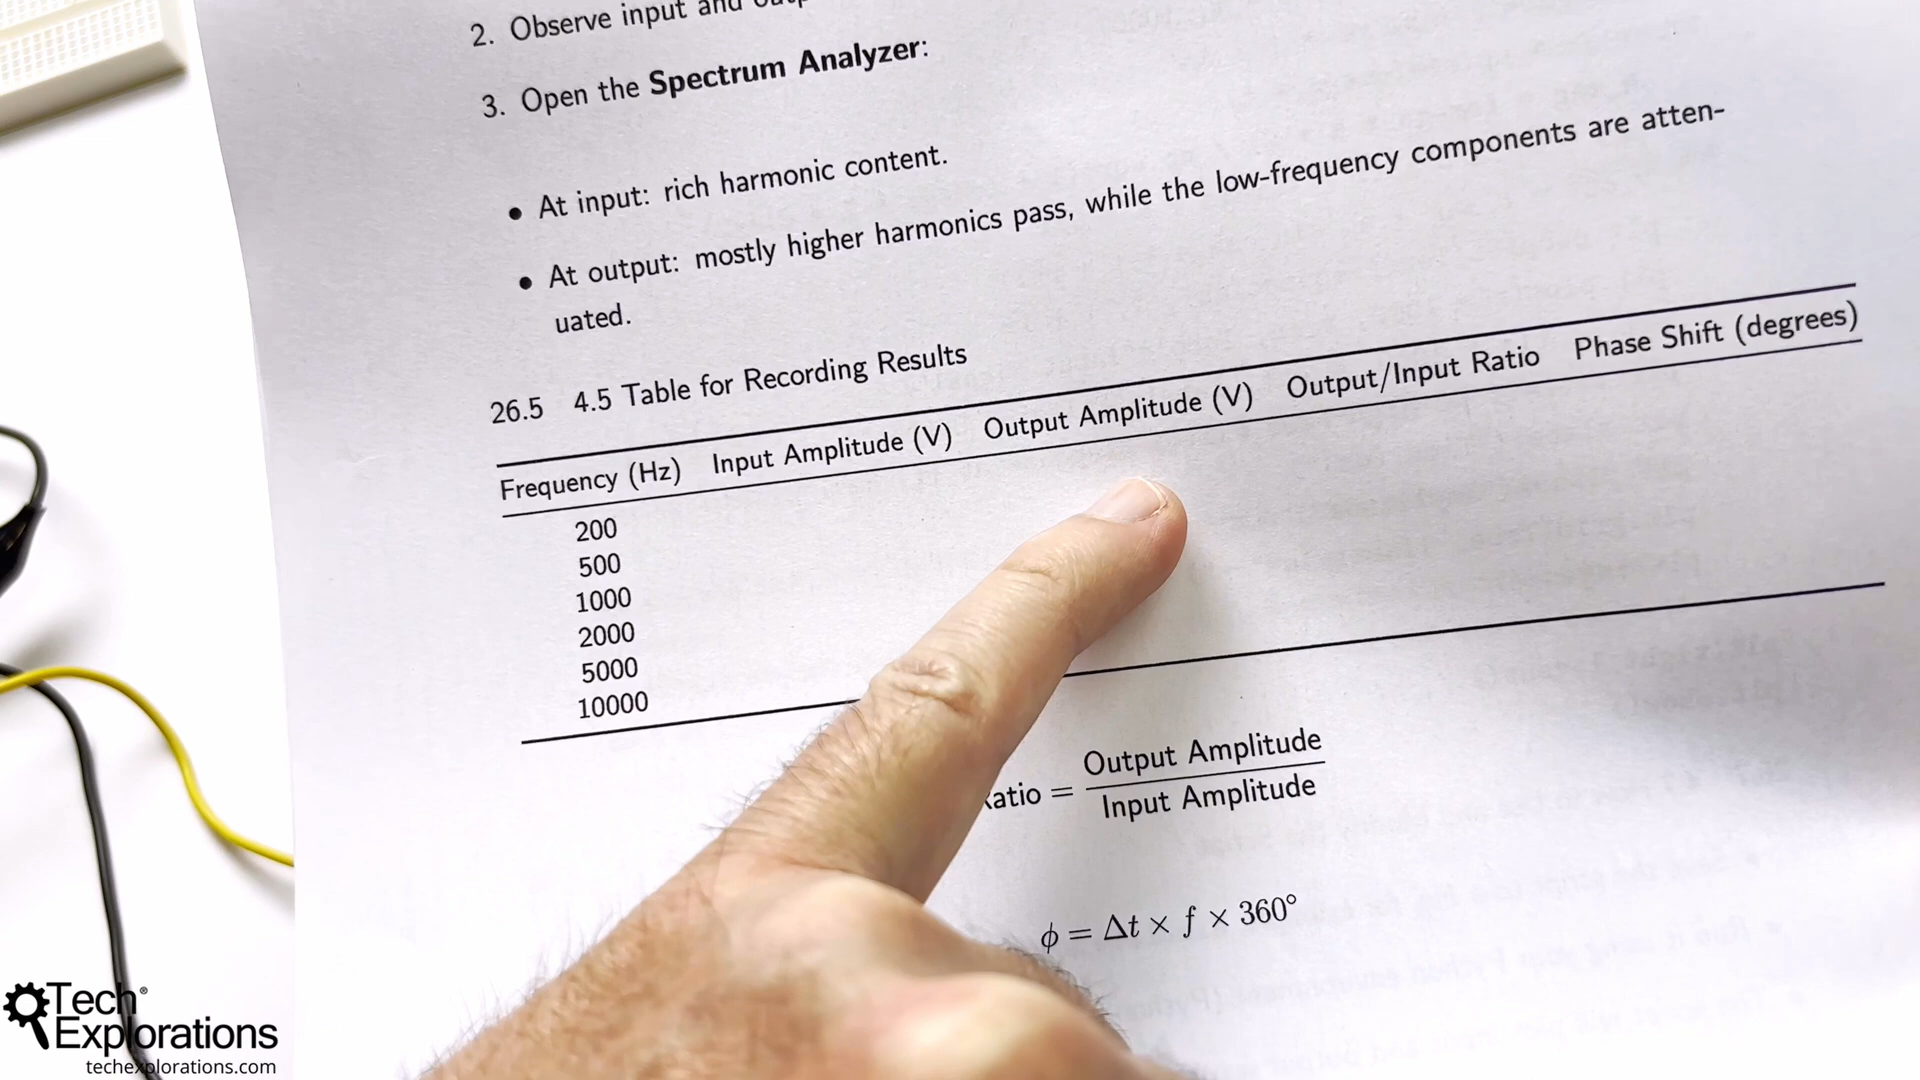 2. Observe input and
3. Open the Spectrum Analyzer:
• At input: rich harmonic content.
• At output: mostly higher harmonics pass, while the low-frequency components are atten-
uated.
26.5 4.5 Table for Recording Results
Frequency (Hz) Input Amplitude (V) Output Amplitude (V) Output/Input Ratio Phase Shift (degrees)
200
500
1000
2000
5000
10000
atio = Output Amplitude
Input Amplitude
ϕ = Δt × f × 360°
Tech®
Explorations
techexplorations.com